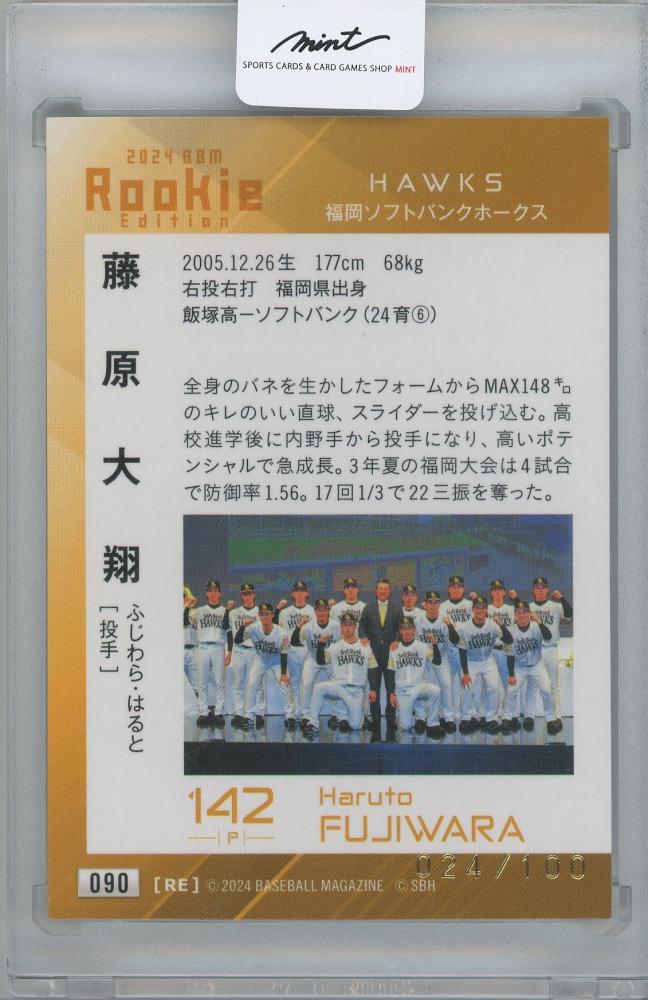 mint
SPORTS CARDS & CARD GAMES SHOP MINT
2024 BBM
Rookie
Edition
HAWKS
福岡ソフトバンクホークス
藤原大翔
ふじわら・はると
[投手]
2005.12.26生 177cm 68kg
右投右打 福岡県出身
飯塚高ーソフトバンク(24育⑥)
全身のバネを生かしたフォームからMAX148㌔
のキレのいい直球、スライダーを投げ込む。高
校進学後に内野手から投手になり、高いポテ
ンシャルで急成長。3年夏の福岡大会は4試合
で防御率1.56。17回1/3で22三振を奪った。
142
P
Haruto
FUJIWARA
024/100
090 [RE] ©2024 BASEBALL MAGAZINE ©SBH